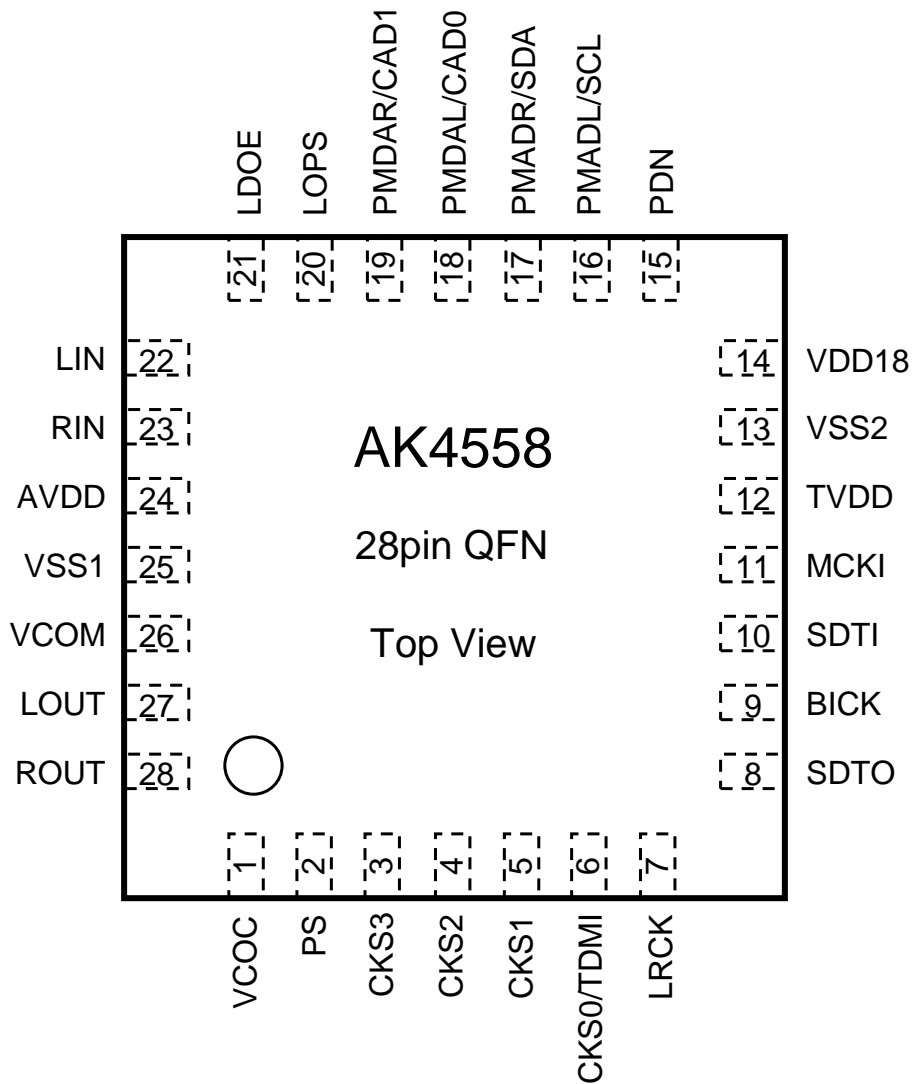 LDOE
LOPS
PMDAR/CAD1
PMDAL/CAD0
PMADR/SDA
PMADL/SCL
PDN
21
20
19
18
17
16
15
LIN 22
RIN 23
AVDD 24
VSS1 25
VCOM 26
LOUT 27
ROUT 28
AK4558
28pin QFN
Top View
14 VDD18
13 VSS2
12 TVDD
11 MCKI
10 SDTI
9 BICK
8 SDTO
1
2
3
4
5
6
7
VCOC
PS
CKS3
CKS2
CKS1
CKS0/TDMI
LRCK